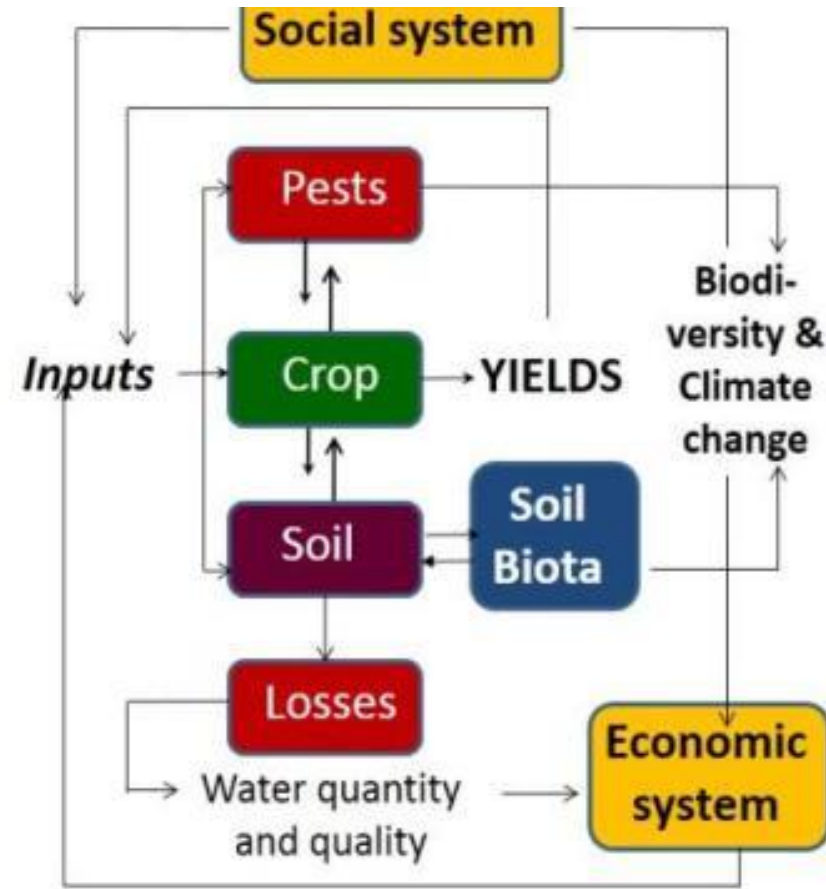 Social system
Pests
Biodi-
versity &
Climate
change
Inputs
Crop
YIELDS
Soil
Soil
Biota
Losses
Water quantity
and quality
Economic
system